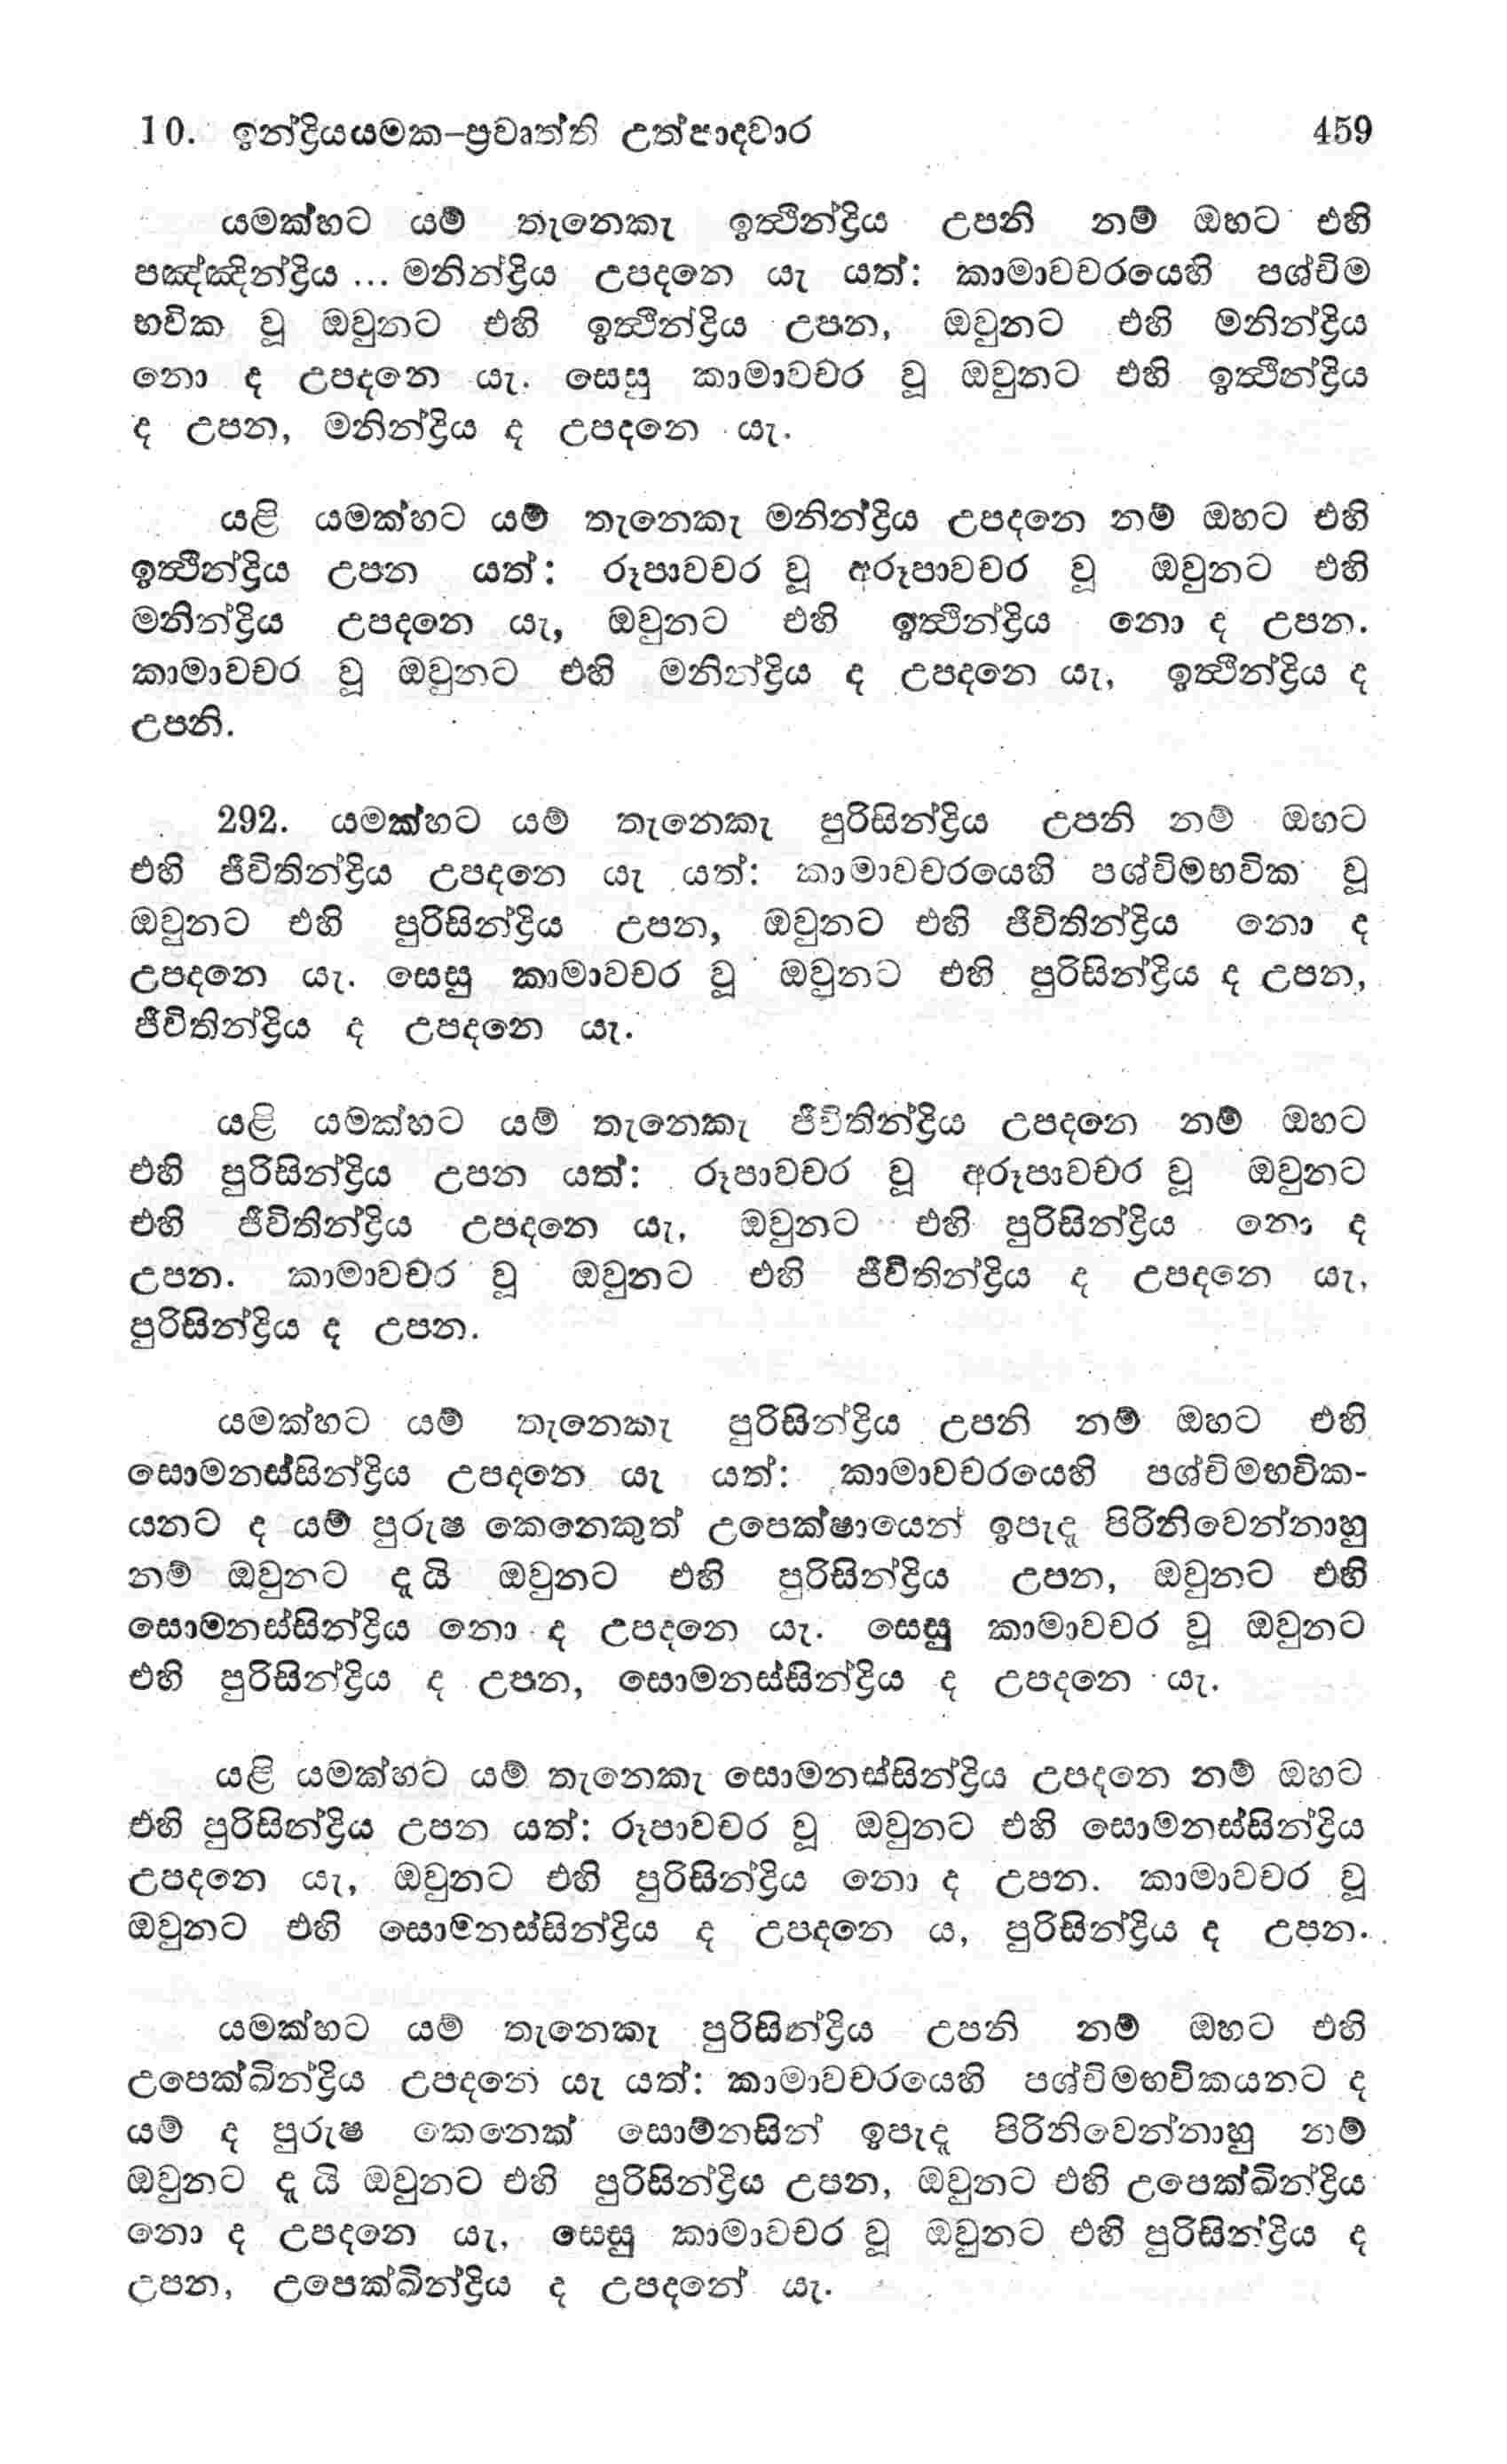 10. ඉන්ද්‍රියයමක-ප්‍රවෘත්ති උත්පාදවාර 459
යමක්හට යම් තැනෙකැ ඉත්‍ථින්ද්‍රිය උපනි නම් ඔහට එහි
පඤ්ඤින්ද්‍රිය ... මනින්ද්‍රිය උපදනෙ යැ යත්: කාමාවචරයෙහි පශ්චිම
භවික වූ ඔවුනට එහි ඉත්‍ථින්ද්‍රිය උපන, ඔවුනට එහි මනින්ද්‍රිය
නො ද උපදනෙ යැ. සෙසු කාමාවචර වූ ඔවුනට එහි ඉත්‍ථින්ද්‍රිය
ද උපන, මනින්ද්‍රිය ද උපදනෙ යැ.
යළි යමක්හට යම් තැනෙකැ මනින්ද්‍රිය උපදනෙ නම් ඔහට එහි
ඉත්‍ථින්ද්‍රිය උපන යත්: රූපාවචර වූ අරූපාවචර වූ ඔවුනට එහි
මනින්ද්‍රිය උපදනෙ යැ, ඔවුනට එහි ඉත්‍ථින්ද්‍රිය නො ද උපන.
කාමාවචර වූ ඔවුනට එහි මනින්ද්‍රිය ද උපදනෙ යැ, ඉත්‍ථින්ද්‍රිය ද
උපනි.
292. යමක්හට යම් තැනෙකැ පුරිසින්ද්‍රිය උපනි නම් ඔහට
එහි ජීවිතින්ද්‍රිය උපදනෙ යැ යත්: කාමාවචරයෙහි පශ්චිමභවික වූ
ඔවුනට එහි පුරිසින්ද්‍රිය උපන, ඔවුනට එහි ජීවිතින්ද්‍රිය නො ද
උපදනෙ යැ. සෙසු කාමාවචර වූ ඔවුනට එහි පුරිසින්ද්‍රිය ද උපන,
ජීවිතින්ද්‍රිය ද උපදනෙ යැ.
යළි යමක්හට යම් තැනෙකැ ජීවිතින්ද්‍රිය උපදනෙ නම් ඔහට
එහි පුරිසින්ද්‍රිය උපන යත්: රූපාවචර වූ අරූපාවචර වූ ඔවුනට
එහි ජීවිතින්ද්‍රිය උපදනෙ යැ, ඔවුනට එහි පුරිසින්ද්‍රිය නො ද
උපන. කාමාවචර වූ ඔවුනට එහි ජීවිතින්ද්‍රිය ද උපදනෙ යැ,
පුරිසින්ද්‍රිය ද උපන.
යමක්හට යම් තැනෙකැ පුරිසින්ද්‍රිය උපනි නම් ඔහට එහි
සොමනස්සින්ද්‍රිය උපදනෙ යැ යත්: කාමාවචරයෙහි පශ්චිමභවික-
යනට ද යම් පුරුෂ කෙනෙකුත් උපෙක්ෂායෙන් ඉපැදැ පිරිනිවෙන්නාහු
නම් ඔවුනට දැ යි ඔවුනට එහි පුරිසින්ද්‍රිය උපන, ඔවුනට එහි
සොමනස්සින්ද්‍රිය නො ද උපදනෙ යැ. සෙසු කාමාවචර වූ ඔවුනට
එහි පුරිසින්ද්‍රිය ද උපන, සොමනස්සින්ද්‍රිය ද උපදනෙ යැ.
යළි යමක්හට යම් තැනෙකැ සොමනස්සින්ද්‍රිය උපදනෙ නම් ඔහට
එහි පුරිසින්ද්‍රිය උපන යත්: රූපාවචර වූ ඔවුනට එහි සොමනස්සින්ද්‍රිය
උපදනෙ යැ, ඔවුනට එහි පුරිසින්ද්‍රිය නො ද උපන. කාමාවචර වූ
ඔවුනට එහි සොමනස්සින්ද්‍රිය ද උපදනෙ ය, පුරිසින්ද්‍රිය ද උපන.
යමක්හට යම් තැනෙකැ පුරිසින්ද්‍රිය උපනි නම් ඔහට එහි
උපෙක්ඛින්ද්‍රිය උපදනෙ යැ යත්: කාමාවචරයෙහි පශ්චිමභවිකයනට ද
යම් ද පුරුෂ කෙනෙක් සොම්නසින් ඉපැදැ පිරිනිවෙන්නාහු නම්
ඔවුනට දැ යි ඔවුනට එහි පුරිසින්ද්‍රිය උපන, ඔවුනට එහි උපෙක්ඛින්ද්‍රිය
නො ද උපදනෙ යැ, සෙසු කාමාවචර වූ ඔවුනට එහි පුරිසින්ද්‍රිය ද
උපන, උපෙක්ඛින්ද්‍රිය ද උපදනේ යැ.